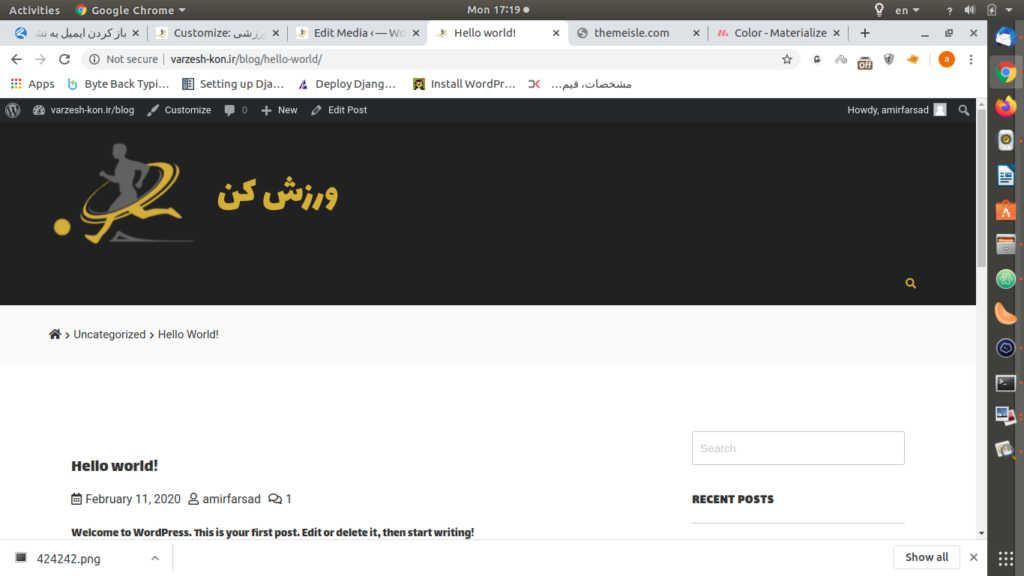 Activities Google Chrome Mon 17:19 en
باز کردن ایمیل به نشـ Customize: ورزشی Edit Media ‹ — Wo Hello world! themeisle.com Color - Materialize
Not secure varzesh-kon.ir/blog/hello-world/ Off a
Apps Byte Back Typi... Setting up Dja... Deploy Djang... Install WordPr... مشخصات، قیم...
varzesh-kon.ir/blog Customize 0 New Edit Post Howdy, amirfarsad
ورزش کن
Uncategorized Hello World!
Search
Hello world!
February 11, 2020 amirfarsad 1
RECENT POSTS
Welcome to WordPress. This is your first post. Edit or delete it, then start writing!
424242.png Show all